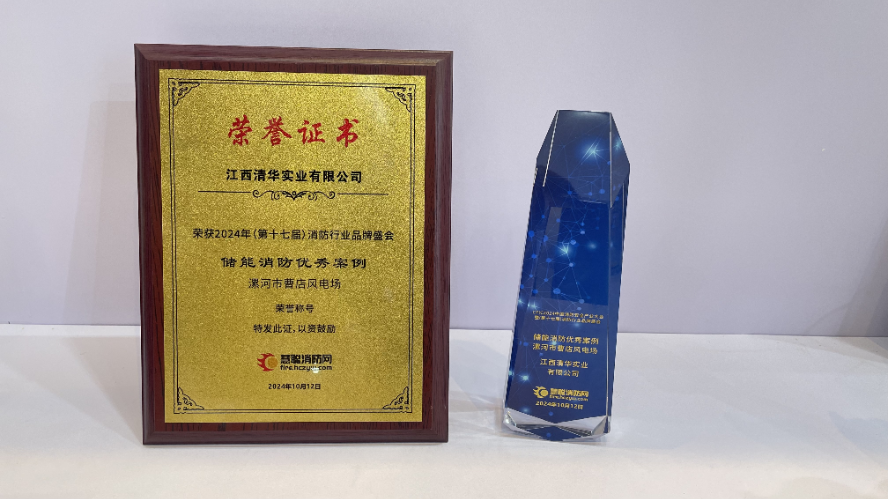 荣誉证书
江西清华实业有限公司
荣获2024年(第十七届)消防行业品牌盛会
储能消防优秀案例
漯河市曹店风电场
荣誉称号
特发此证,以资鼓励
慧聪消防网
fire.hczyw.com
2024年10月12日
储能消防优秀案例
漯河市曹店风电场
江西清华实业
有限公司
慧聪消防网
2024年10月12日